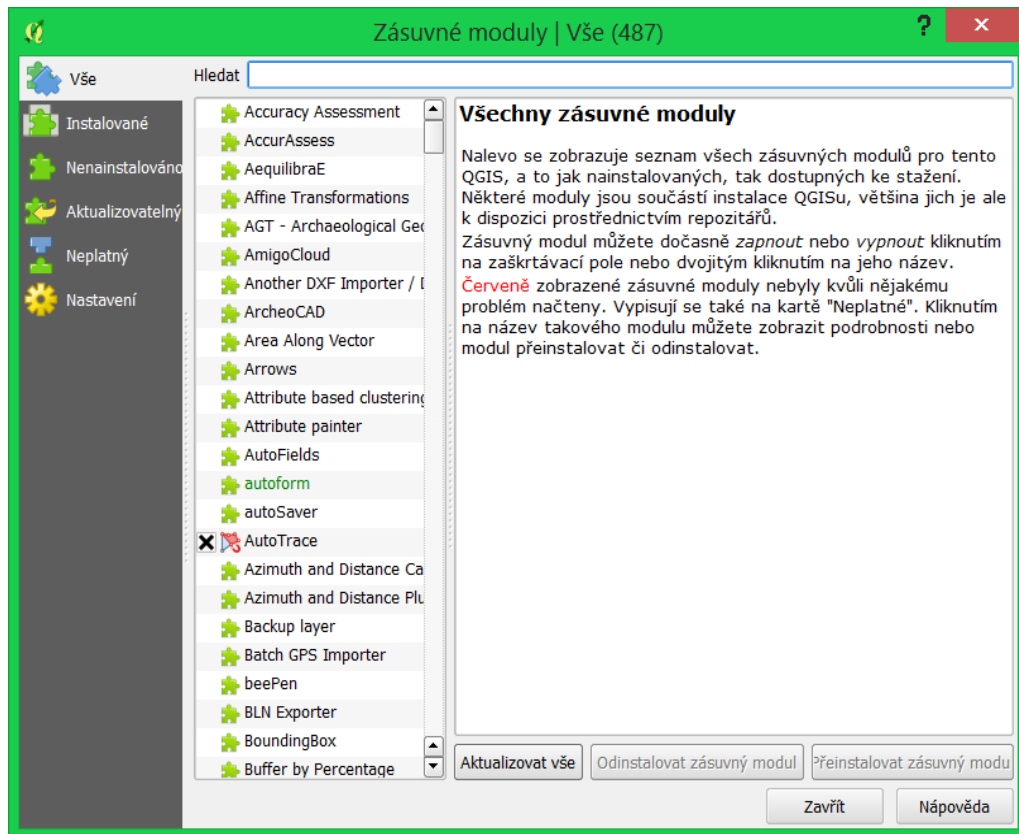 Zásuvné moduly | Vše (487)
?
Vše
Instalované
Nenainstalováno
Aktualizovatelný
Neplatný
Nastavení
Hledat
Accuracy Assessment
AccurAssess
AequilibraE
Affine Transformations
AGT - Archaeological Geo
AmigoCloud
Another DXF Importer /
ArcheoCAD
Area Along Vector
Arrows
Attribute based clustering
Attribute painter
AutoFields
autoform
autoSaver
AutoTrace
Azimuth and Distance Ca
Azimuth and Distance Plu
Backup layer
Batch GPS Importer
beePen
BLN Exporter
BoundingBox
Buffer by Percentage
Všechny zásuvné moduly
Nalevo se zobrazuje seznam všech zásuvných modulů pro tento
QGIS, a to jak nainstalovaných, tak dostupných ke stažení.
Některé moduly jsou součástí instalace QGISu, většina jich je ale
k dispozici prostřednictvím repozitářů.
Zásuvný modul můžete dočasně zapnout nebo vypnout kliknutím
na zaškrtávací pole nebo dvojitým kliknutím na jeho název.
Červeně zobrazené zásuvné moduly nebyly kvůli nějakému
problém načteny. Vypisují se také na kartě "Neplatné". Kliknutím
na název takového modulu můžete zobrazit podrobnosti nebo
modul přeinstalovat či odinstalovat.
Aktualizovat vše
Odinstalovat zásuvný modul
Přeinstalovat zásuvný modu
Zavřít
Nápověda